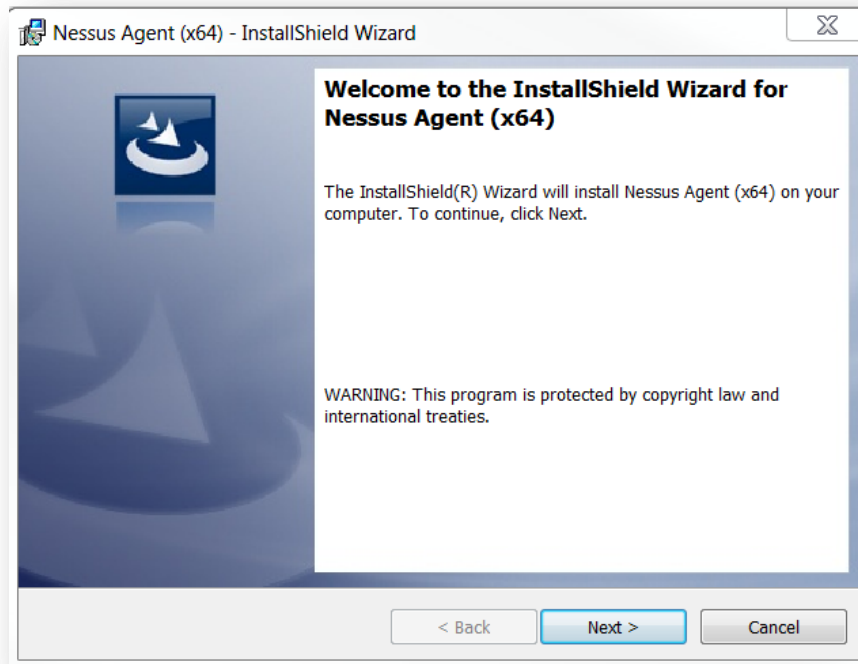 Nessus Agent (x64) - InstallShield Wizard
Welcome to the InstallShield Wizard for
Nessus Agent (x64)
The InstallShield(R) Wizard will install Nessus Agent (x64) on your
computer. To continue, click Next.
WARNING: This program is protected by copyright law and
international treaties.
< Back
Next >
Cancel